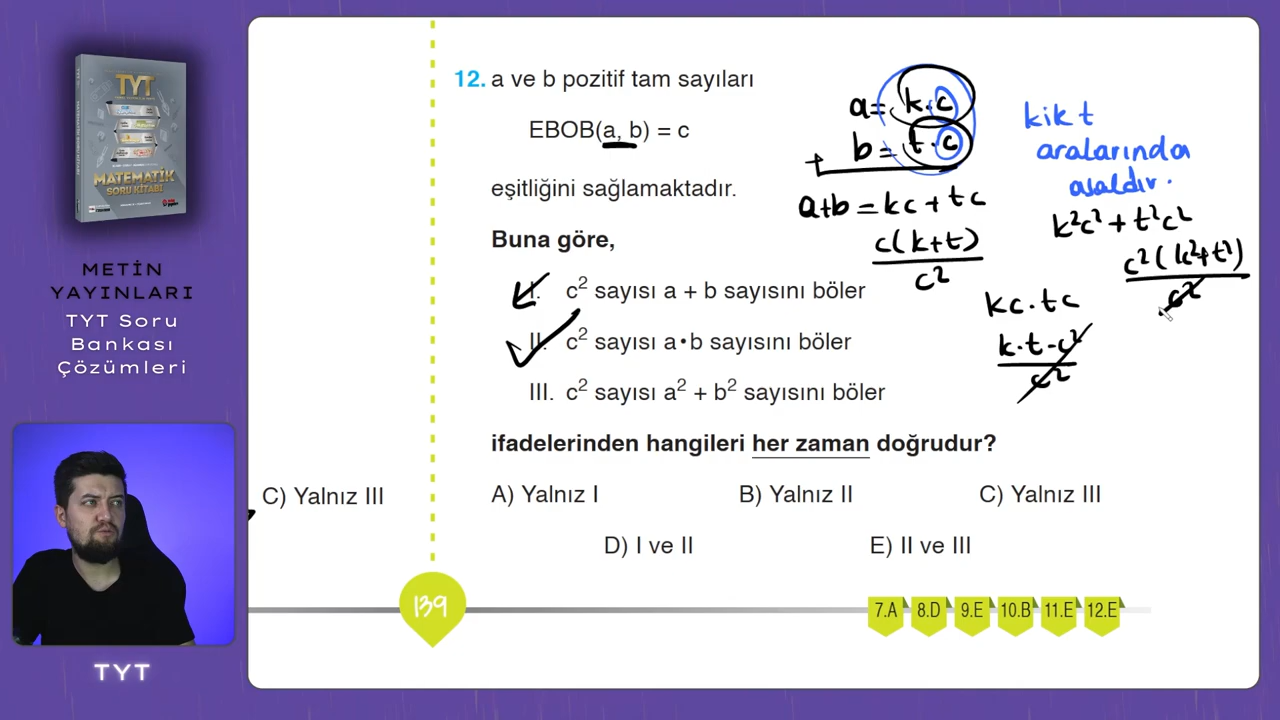 TYT
MATEMATİK
SORU KİTABI
METİN
YAYINLARI
TYT Soru
Bankası
Çözümleri
TYT
C) Yalnız III
139
12. a ve b pozitif tam sayıları
EBOB(a, b) = c
eşitliğini sağlamaktadır.
Buna göre,
I. c² sayısı a + b sayısını böler
II. c² sayısı a•b sayısını böler
III. c² sayısı a² + b² sayısını böler
ifadelerinden hangileri her zaman doğrudur?
A) Yalnız I B) Yalnız II C) Yalnız III
D) I ve II E) II ve III
a = k·c
b = t·c
+
a+b = kc + tc
c(k+t)
c²
k ik t
aralarında
asaldır.
k²c² + t²c²
c²(k²+t²)
c²
kc·tc
k·t·c²
c²
7.A 8.D 9.E 10.B 11.E 12.E